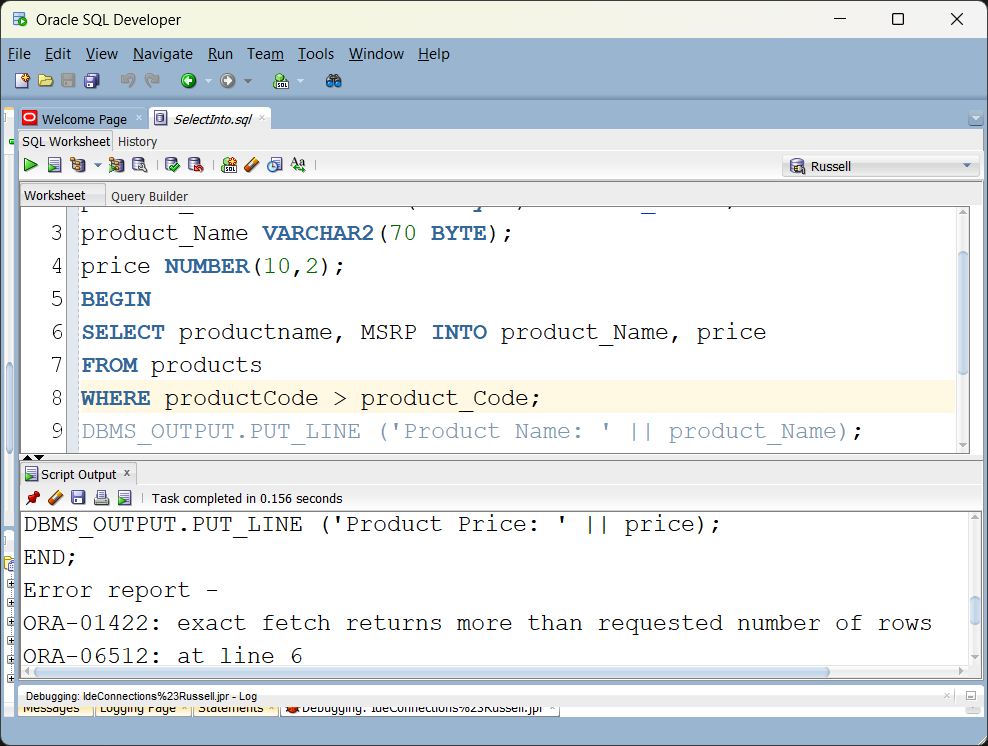 Oracle SQL Developer
File Edit View Navigate Run Team Tools Window Help
Welcome Page SelectInto.sql
SQL Worksheet History
Russell
Worksheet Query Builder
3 product_Name VARCHAR2(70 BYTE);
4 price NUMBER(10,2);
5 BEGIN
6 SELECT productname, MSRP INTO product_Name, price
7 FROM products
8 WHERE productCode > product_Code;
9 DBMS_OUTPUT.PUT_LINE ('Product Name: ' || product_Name);
Script Output
Task completed in 0.156 seconds
DBMS_OUTPUT.PUT_LINE ('Product Price: ' || price);
END;
Error report -
ORA-01422: exact fetch returns more than requested number of rows
ORA-06512: at line 6
Debugging: IdeConnections%23Russell.jpr - Log
Messages Logging Page Statements Debugging: IdeConnections%23Russell.jpr